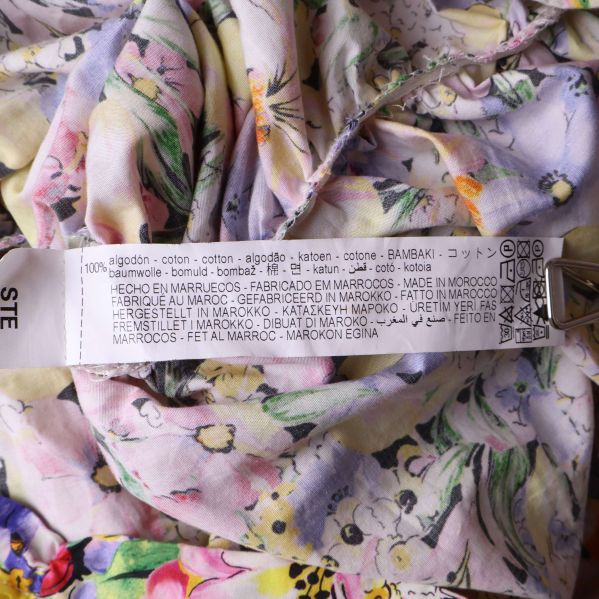 100% algodón - coton - cotton - algodão - katoen - cotone - ΒΑΜΒΑΚΙ - コットン
baumwolle - bomuld - bombaž - 棉 - 면 - katun - قطن - cotó - kotoia
HECHO EN MARRUECOS - FABRICADO EM MARROCOS - MADE IN MOROCCO
FABRIQUÉ AU MAROC - GEFABRICEERD IN MAROKKO - FATTO IN MAROCCO
HERGESTELLT IN MAROKKO - ΚΑΤΑΣΚΕΥΗ ΜΑΡΟΚΟ - ÜRETIM YERI FAS
FREMSTILLET I MAROKKO - DIBUAT DI MAROKO - صنع في المغرب - FEITO EN
MARROCOS - FET AL MARROC - MAROKON EGINA
STE